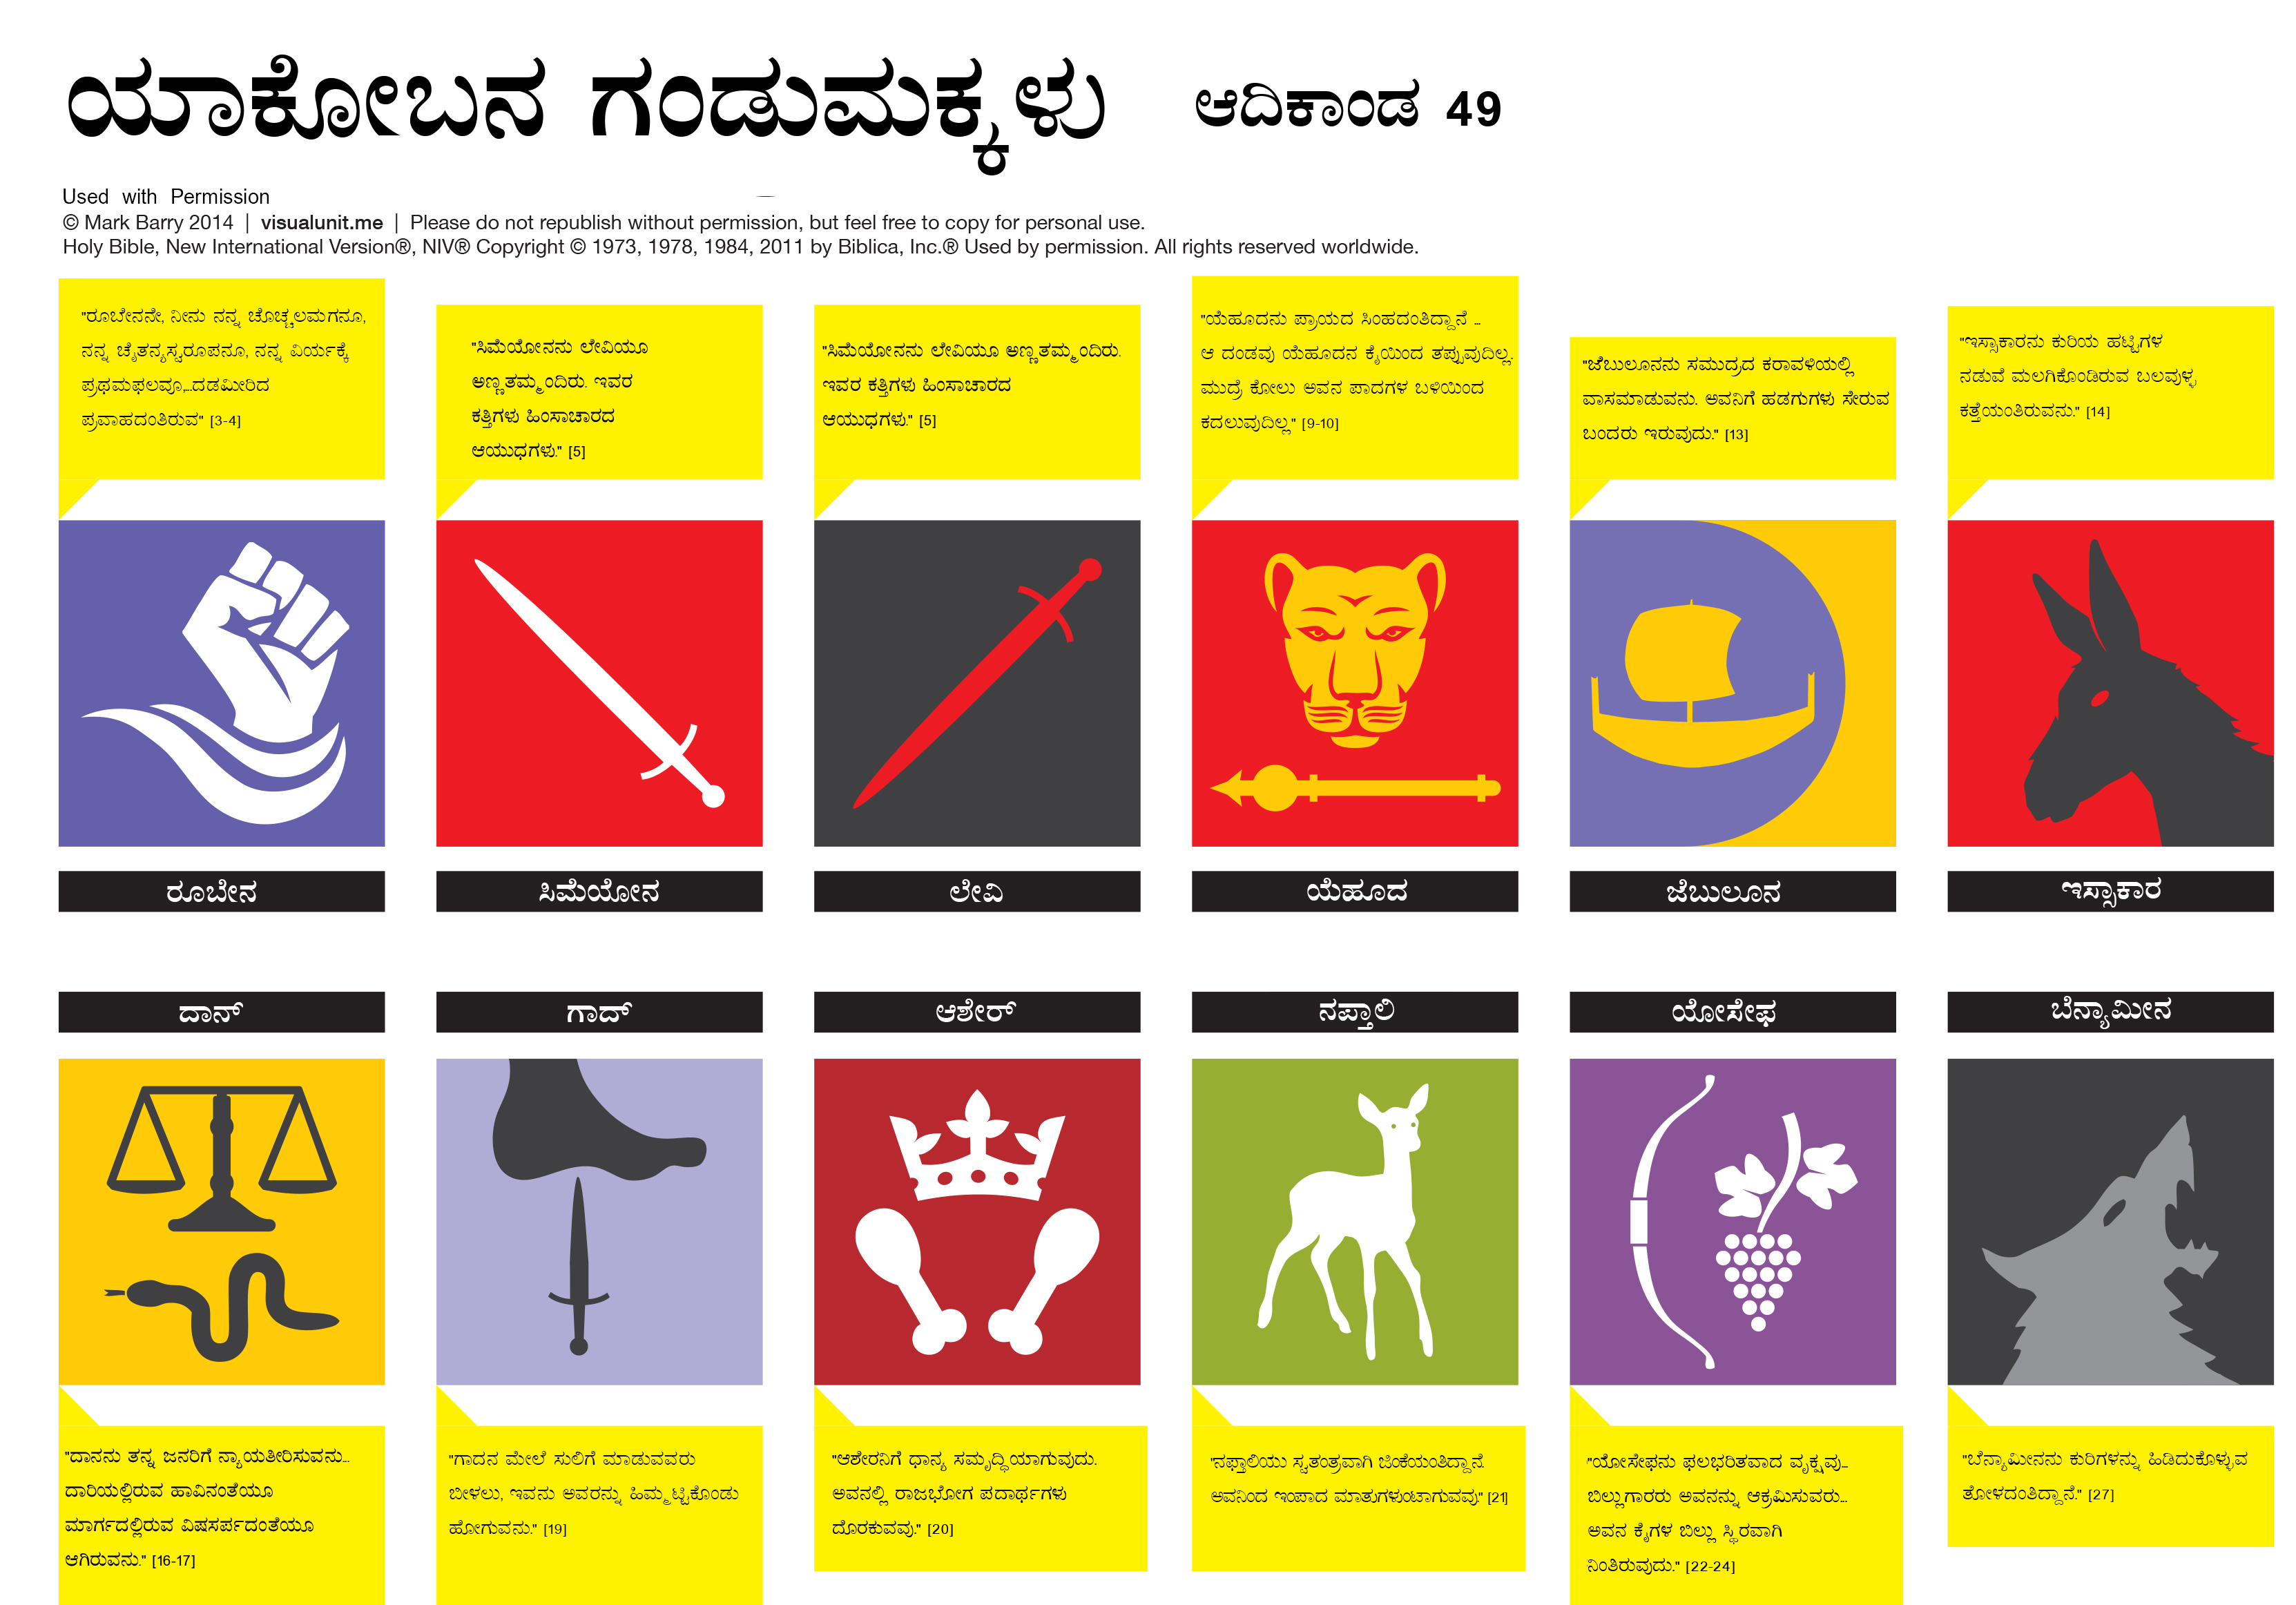 ಯಾಕೋಬನ ಗಂಡುಮಕ್ಕಳು ಆದಿಕಾಂಡ 49
Used with Permission
© Mark Barry 2014 | visualunit.me | Please do not republish without permission, but feel free to copy for personal use.
Holy Bible, New International Version®, NIV® Copyright © 1973, 1978, 1984, 2011 by Biblica, Inc.® Used by permission. All rights reserved worldwide.
"ರೂಬೇನನೇ, ನೀನು ನನ್ನ ಚೊಚ್ಚಲಮಗನೂ,
ನನ್ನ ಚೈತನ್ಯಸ್ವರೂಪನೂ, ನನ್ನ ವಿರ್ಯಕ್ಕೆ
ಪ್ರಥಮಫಲವೂ,...ದಡಮೀರಿದ
ಪ್ರವಾಹದಂತಿರುವ" [3-4]
"ಸಿಮೆಯೋನನು ಲೇವಿಯೂ
ಅಣ್ಣತಮ್ಮಂದಿರು. ಇವರ
ಕತ್ತಿಗಳು ಹಿಂಸಾಚಾರದ
ಆಯುಧಗಳು." [5]
"ಸಿಮೆಯೋನನು ಲೇವಿಯೂ ಅಣ್ಣತಮ್ಮಂದಿರು.
ಇವರ ಕತ್ತಿಗಳು ಹಿಂಸಾಚಾರದ
ಆಯುಧಗಳು." [5]
"ಯೆಹೂದನು ಪ್ರಾಯದ ಸಿಂಹದಂತಿದ್ದಾನೆ ...
ಆ ದಂಡವು ಯೆಹೂದನ ಕೈಯಿಂದ ತಪ್ಪುವುದಿಲ್ಲ.
ಮುದ್ರೆ ಕೋಲು ಅವನ ಪಾದಗಳ ಬಳಿಯಿಂದ
ಕದಲುವುದಿಲ್ಲ" [9-10]
"ಜೆಬುಲೂನನು ಸಮುದ್ರದ ಕರಾವಳಿಯಲ್ಲಿ
ವಾಸಮಾಡುವನು. ಅವನಿಗೆ ಹಡಗುಗಳು ಸೇರುವ
ಬಂದರು ಇರುವುದು." [13]
"ಇಸ್ಸಾಕಾರನು ಕುರಿಯ ಹಟ್ಟಿಗಳ
ನಡುವೆ ಮಲಗಿಕೊಂಡಿರುವ ಬಲವುಳ್ಳ
ಕತ್ತೆಯಂತಿರುವನು." [14]
ರೂಬೇನ
ಸಿಮೆಯೋನ
ಲೇವಿ
ಯೆಹೂದ
ಜೆಬುಲೂನ
ಇಸ್ಸಾಕಾರ
ದಾನ್
ಗಾದ್
ಆಶೇರ್
ನಪ್ತಾಲಿ
ಯೋಸೇಫ
ಬೆನ್ಯಾಮೀನ
"ದಾನನು ತನ್ನ ಜನರಿಗೆ ನ್ಯಾಯತೀರಿಸುವನು...
ದಾರಿಯಲ್ಲಿರುವ ಹಾವಿನಂತೆಯೂ
ಮಾರ್ಗದಲ್ಲಿರುವ ವಿಷಸರ್ಪದಂತೆಯೂ
ಆಗಿರುವನು." [16-17]
"ಗಾದನ ಮೇಲೆ ಸುಲಿಗೆ ಮಾಡುವವರು
ಬೀಳಲು, ಇವನು ಅವರನ್ನು ಹಿಮ್ಮಟ್ಟಿಕೊಂಡು
ಹೋಗುವನು." [19]
"ಆಶೇರನಿಗೆ ಧಾನ್ಯ ಸಮೃದ್ಧಿಯಾಗುವುದು.
ಅವನಲ್ಲಿ ರಾಜಭೋಗ ಪದಾರ್ಥಗಳು
ದೊರಕುವವು." [20]
"ನಫ್ತಾಲಿಯು ಸ್ವತಂತ್ರವಾಗಿ ಜಿಂಕೆಯಂತಿದ್ದಾನೆ.
ಅವನಿಂದ ಇಂಪಾದ ಮಾತುಗಳುಂಟಾಗುವವು." [21]
"ಯೋಸೇಫನು ಫಲಭರಿತವಾದ ವೃಕ್ಷವು...
ಬಿಲ್ಲುಗಾರರು ಅವನನ್ನು ಆಕ್ರಮಿಸುವರು...
ಅವನ ಕೈಗಳ ಬಿಲ್ಲು ಸ್ಥಿರವಾಗಿ
ನಿಂತಿರುವುದು." [22-24]
"ಬೆನ್ಯಾಮೀನನು ಕುರಿಗಳನ್ನು ಹಿಡಿದುಕೊಳ್ಳುವ
ತೋಳದಂತಿದ್ದಾನೆ." [27]